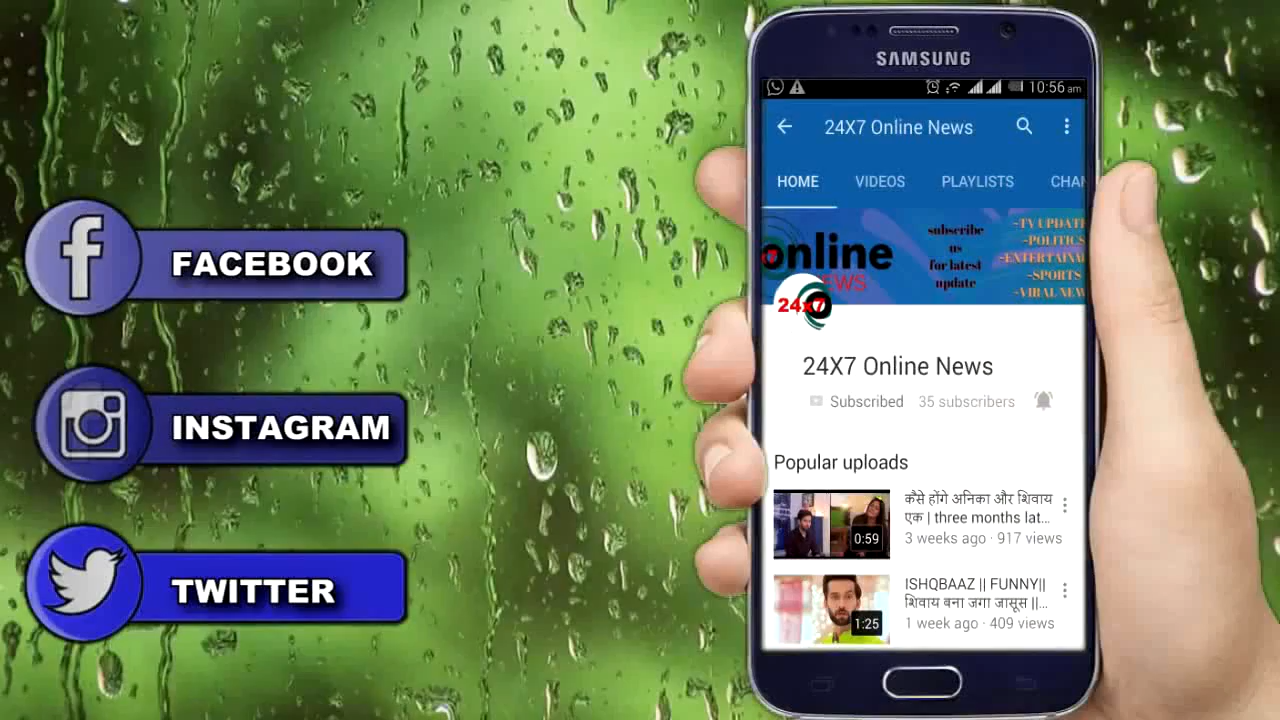 FACEBOOK
INSTAGRAM
TWITTER
SAMSUNG
10:56 am
24X7 Online News
HOME VIDEOS PLAYLISTS CHAN
online
EWS
24x7
subscribe
us
for latest
update
~TV UPDATE
~POLITICS
~ENTERTAINM
~SPORTS
~VIRAL NEW
24X7 Online News
Subscribed 35 subscribers
Popular uploads
कैसे होंगे अनिका और शिवाय
एक | three months lat...
3 weeks ago · 917 views
0:59
ISHQBAAZ || FUNNY||
शिवाय बना जगा जासूस ||...
1 week ago · 409 views
1:25